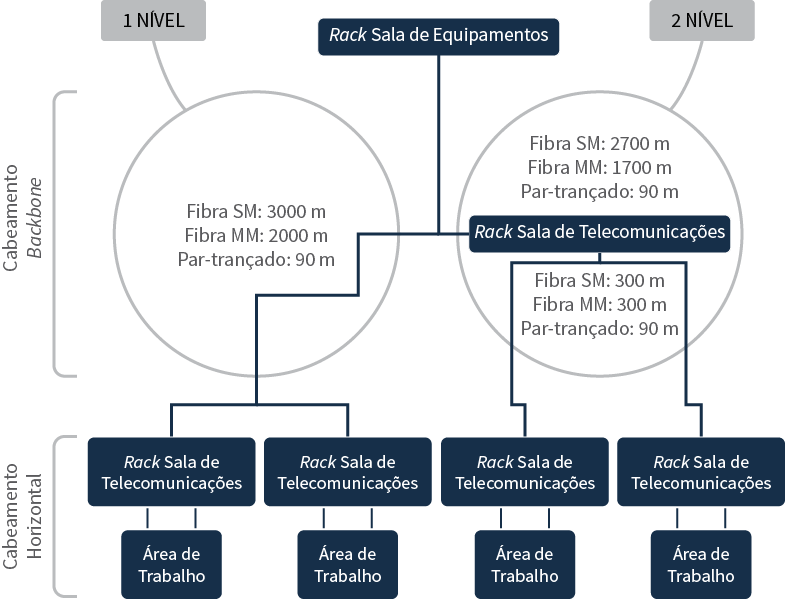 1 NÍVEL
Rack Sala de Equipamentos
2 NÍVEL
Cabeamento
Backbone
Fibra SM: 3000 m
Fibra MM: 2000 m
Par-trançado: 90 m
Fibra SM: 2700 m
Fibra MM: 1700 m
Par-trançado: 90 m
Rack Sala de Telecomunicações
Fibra SM: 300 m
Fibra MM: 300 m
Par-trançado: 90 m
Cabeamento
Horizontal
Rack Sala de
Telecomunicações
Rack Sala de
Telecomunicações
Rack Sala de
Telecomunicações
Rack Sala de
Telecomunicações
Área de
Trabalho
Área de
Trabalho
Área de
Trabalho
Área de
Trabalho